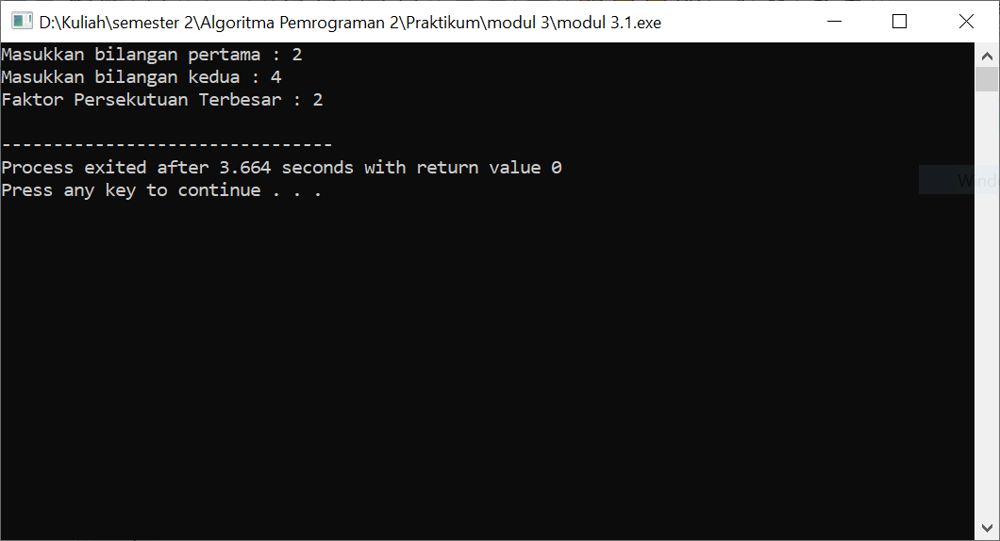 D:\Kuliah\semester 2\Algoritma Pemrograman 2\Praktikum\modul 3\modul 3.1.exe
Masukkan bilangan pertama : 2
Masukkan bilangan kedua : 4
Faktor Persekutuan Terbesar : 2
--------------------------------
Process exited after 3.664 seconds with return value 0
Press any key to continue . . .